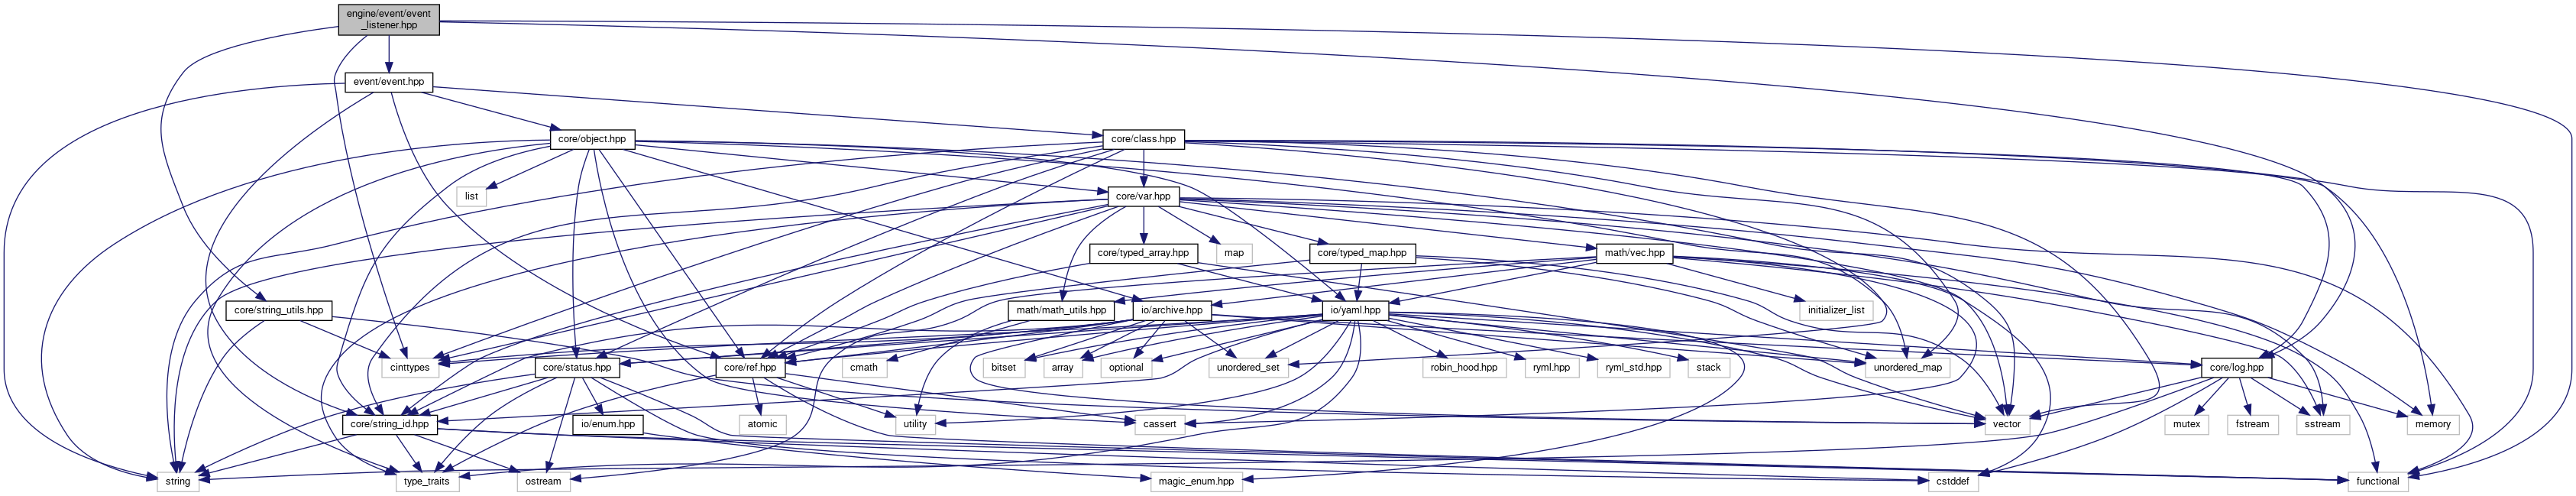 engine/event/event
_listener.hpp
event/event.hpp
core/object.hpp
core/class.hpp
list
core/var.hpp
core/typed_array.hpp
map
core/typed_map.hpp
math/vec.hpp
core/string_utils.hpp
math/math_utils.hpp
io/archive.hpp
io/yaml.hpp
initializer_list
cinttypes
core/status.hpp
core/ref.hpp
cmath
bitset
array
optional
unordered_set
robin_hood.hpp
ryml.hpp
ryml_std.hpp
stack
unordered_map
core/log.hpp
core/string_id.hpp
io/enum.hpp
atomic
utility
cassert
vector
mutex
fstream
sstream
memory
string
type_traits
ostream
magic_enum.hpp
cstddef
functional